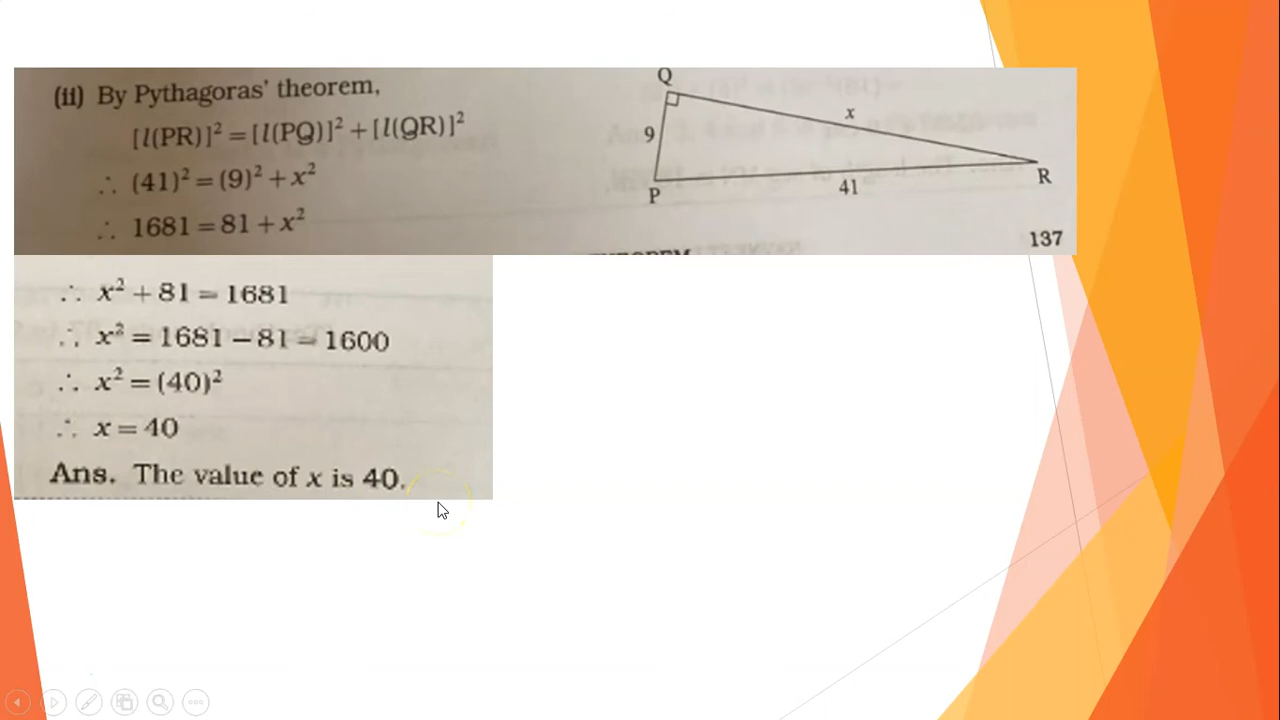 (ii) By Pythagoras' theorem,
[l(PR)]² = [l(PQ)]² + [l(QR)]²
∴ (41)² = (9)² + x²
∴ 1681 = 81 + x²
Q
x
9
P
41
R
137
∴ x² + 81 = 1681
∴ x² = 1681 − 81 = 1600
∴ x² = (40)²
∴ x = 40
Ans. The value of x is 40.